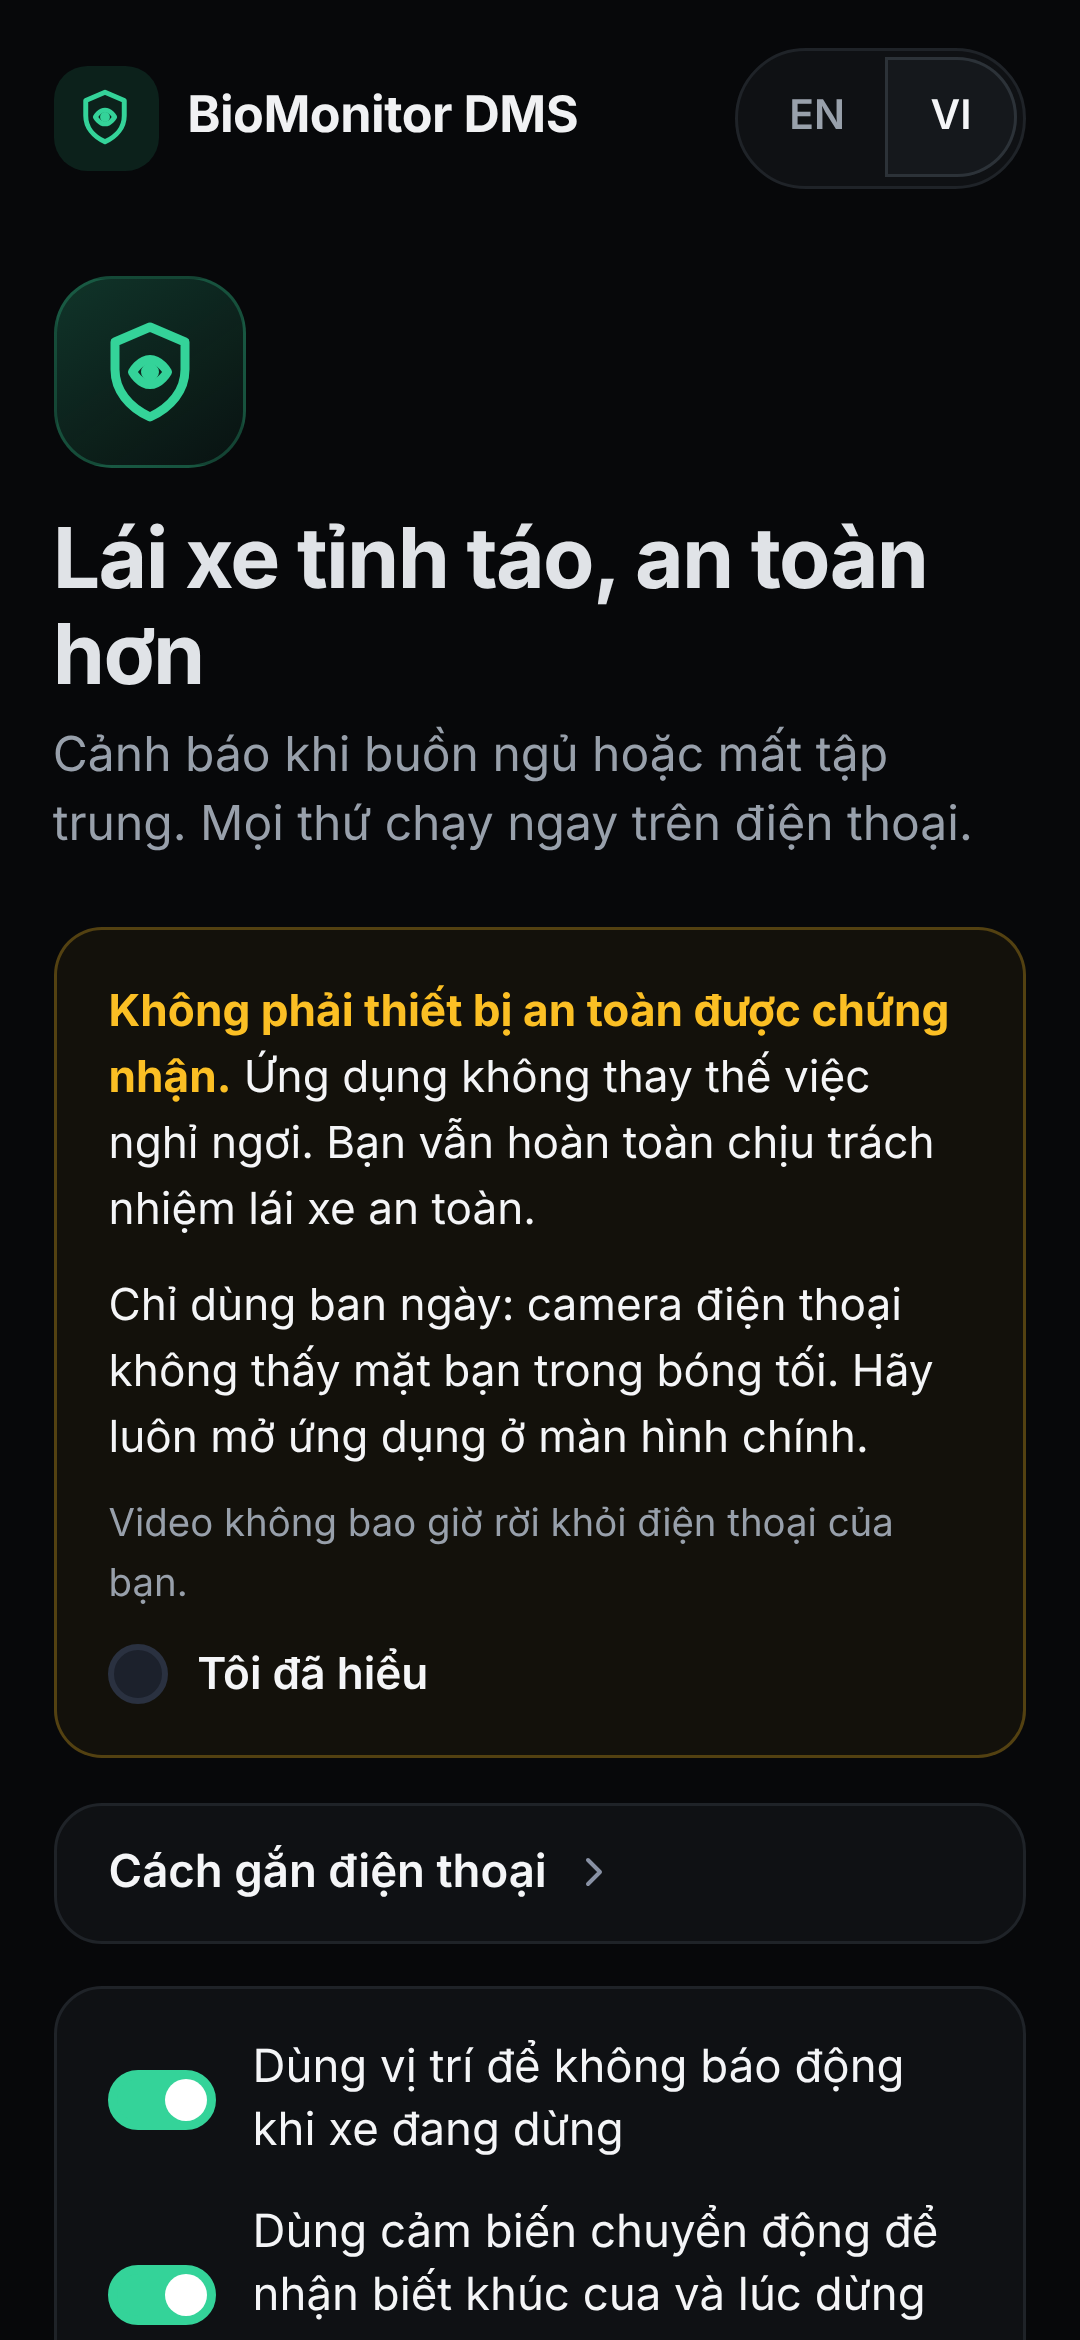 BioMonitor DMS
EN
VI
Lái xe tỉnh táo, an toàn
hơn
Cảnh báo khi buồn ngủ hoặc mất tập
trung. Mọi thứ chạy ngay trên điện thoại.
Không phải thiết bị an toàn được chứng
nhận. Ứng dụng không thay thế việc
nghỉ ngơi. Bạn vẫn hoàn toàn chịu trách
nhiệm lái xe an toàn.
Chỉ dùng ban ngày: camera điện thoại
không thấy mặt bạn trong bóng tối. Hãy
luôn mở ứng dụng ở màn hình chính.
Video không bao giờ rời khỏi điện thoại của
bạn.
Tôi đã hiểu
Cách gắn điện thoại
Dùng vị trí để không báo động
khi xe đang dừng
Dùng cảm biến chuyển động để
nhận biết khúc cua và lúc dừng